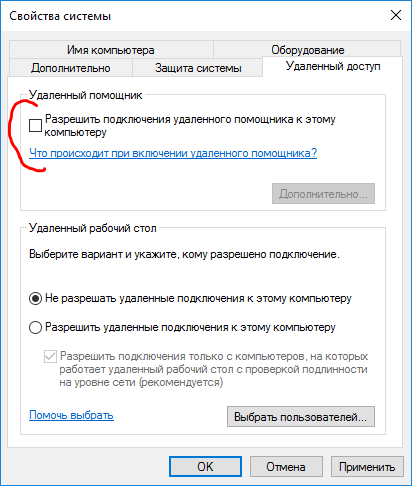 Свойства системы
Имя компьютера
Оборудование
Дополнительно
Защита системы
Удаленный доступ
Удаленный помощник
Разрешить подключения удаленного помощника к этому
компьютеру
Что происходит при включении удаленного помощника?
Дополнительно...
Удаленный рабочий стол
Выберите вариант и укажите, кому разрешено подключение.
Не разрешать удаленные подключения к этому компьютеру
Разрешить удаленные подключения к этому компьютеру
Разрешить подключения только с компьютеров, на которых
работает удаленный рабочий стол с проверкой подлинности
на уровне сети (рекомендуется)
Помочь выбрать
Выбрать пользователей...
OK
Отмена
Применить